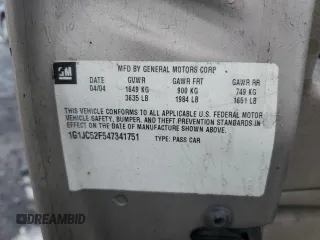 GM
MFD BY GENERAL MOTORS CORP
DATE GVWR GAWR FRT GAWR RR
04/04 1649 KG 900 KG 749 KG
3635 LB 1984 LB 1651 LB
THIS VEHICLE CONFORMS TO ALL APPLICABLE U.S. FEDERAL MOTOR
VEHICLE SAFETY, BUMPER, AND THEFT PREVENTION STANDARDS IN
EFFECT ON THE DATE OF MANUFACTURE SHOWN ABOVE.
1G1JC52F547341751 TYPE: PASS CAR
DREAMBID